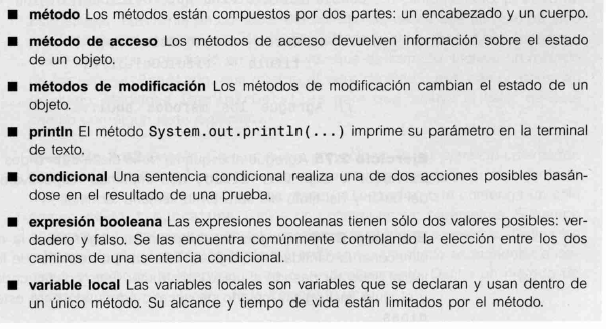 ■ método Los métodos están compuestos por dos partes: un encabezado y un cuerpo.
■ método de acceso Los métodos de acceso devuelven información sobre el estado
de un objeto.
■ métodos de modificación Los métodos de modificación cambian el estado de un
objeto.
■ println El método System.out.println(...) imprime su parámetro en la terminal
de texto.
■ condicional Una sentencia condicional realiza una de dos acciones posibles basán-
dose en el resultado de una prueba.
■ expresión booleana Las expresiones booleanas tienen sólo dos valores posibles: ver-
dadero y falso. Se las encuentra comúnmente controlando la elección entre los dos
caminos de una sentencia condicional.
■ variable local Las variables locales son variables que se declaran y usan dentro de
un único método. Su alcance y tiempo de vida están limitados por el método.